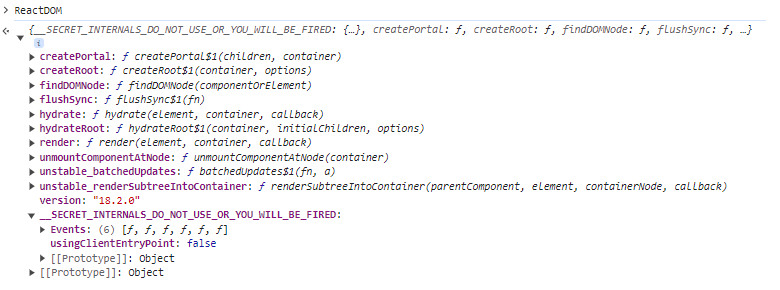 > ReactDOM
{__SECRET_INTERNALS_DO_NOT_USE_OR_YOU_WILL_BE_FIRED: {…}, createPortal: ƒ, createRoot: ƒ, findDOMNode: ƒ, flushSync: ƒ, …}
i
createPortal: ƒ createPortal$1(children, container)
createRoot: ƒ createRoot$1(container, options)
findDOMNode: ƒ findDOMNode(componentOrElement)
flushSync: ƒ flushSync$1(fn)
hydrate: ƒ hydrate(element, container, callback)
hydrateRoot: ƒ hydrateRoot$1(container, initialChildren, options)
render: ƒ render(element, container, callback)
unmountComponentAtNode: ƒ unmountComponentAtNode(container)
unstable_batchedUpdates: ƒ batchedUpdates$1(fn, a)
unstable_renderSubtreeIntoContainer: ƒ renderSubtreeIntoContainer(parentComponent, element, containerNode, callback)
version: "18.2.0"
__SECRET_INTERNALS_DO_NOT_USE_OR_YOU_WILL_BE_FIRED:
Events: (6) [ƒ, ƒ, ƒ, ƒ, ƒ, ƒ]
usingClientEntryPoint: false
[[Prototype]]: Object
[[Prototype]]: Object